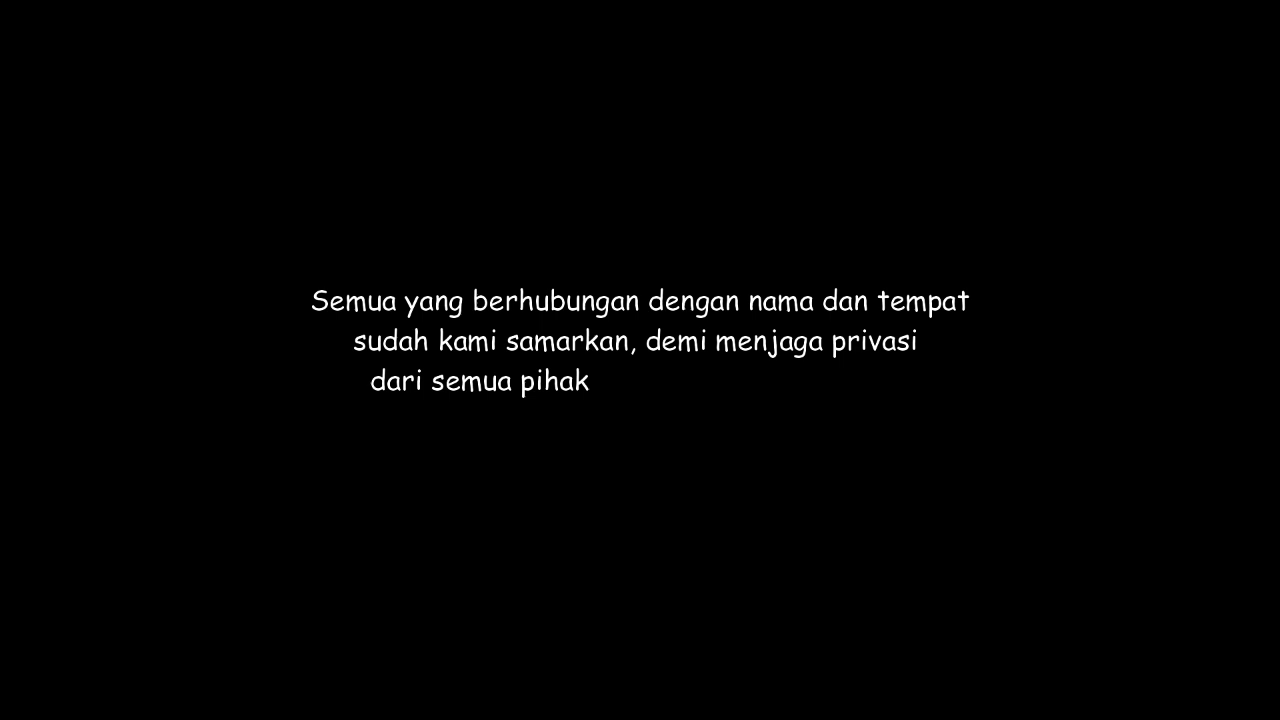 Semua yang berhubungan dengan nama dan tempat
sudah kami samarkan, demi menjaga privasi
dari semua pihak